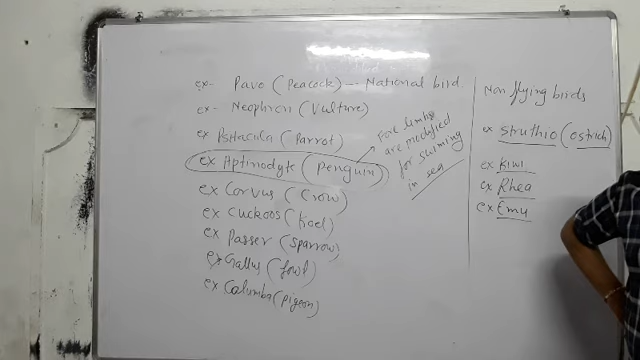 ex- Pavo (Peacock) -- National bird
ex- Neophron (Vulture)
ex Psitacila (Parrot)
ex Aptinodyte (Penguin)
Fore limbs
are modified
for swiming
in sea
ex Corvus (Crow)
ex Cuckoos (Koel)
ex Passer (Sparrow)
ex Gallus (fowl)
ex Columba (pigeon)
Non flying birds
ex Struthio (ostrich)
ex Kiwi
ex Rhea
ex Emu